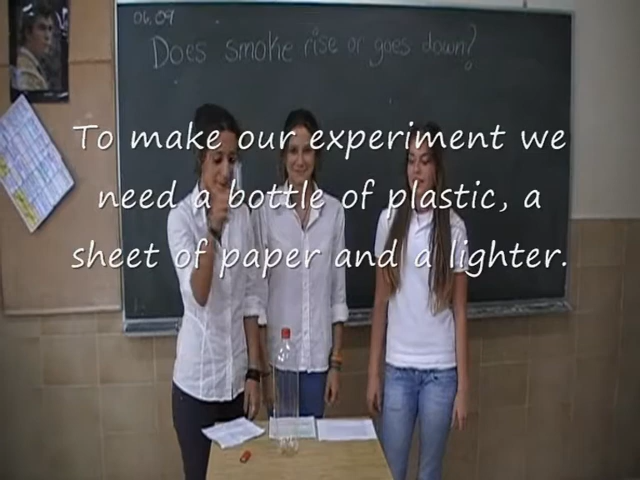 06.09
Does smoke rise or goes down?
To make our experiment we
need a bottle of plastic, a
sheet of paper and a lighter.